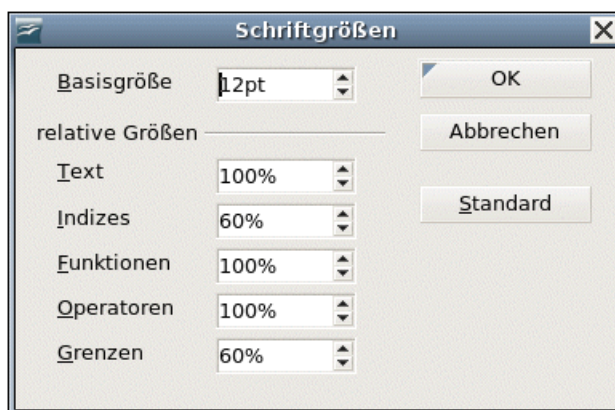 Schriftgrößen
Basisgröße 12pt OK
relative Größen Abbrechen
Text 100%
Indizes 60% Standard
Funktionen 100%
Operatoren 100%
Grenzen 60%